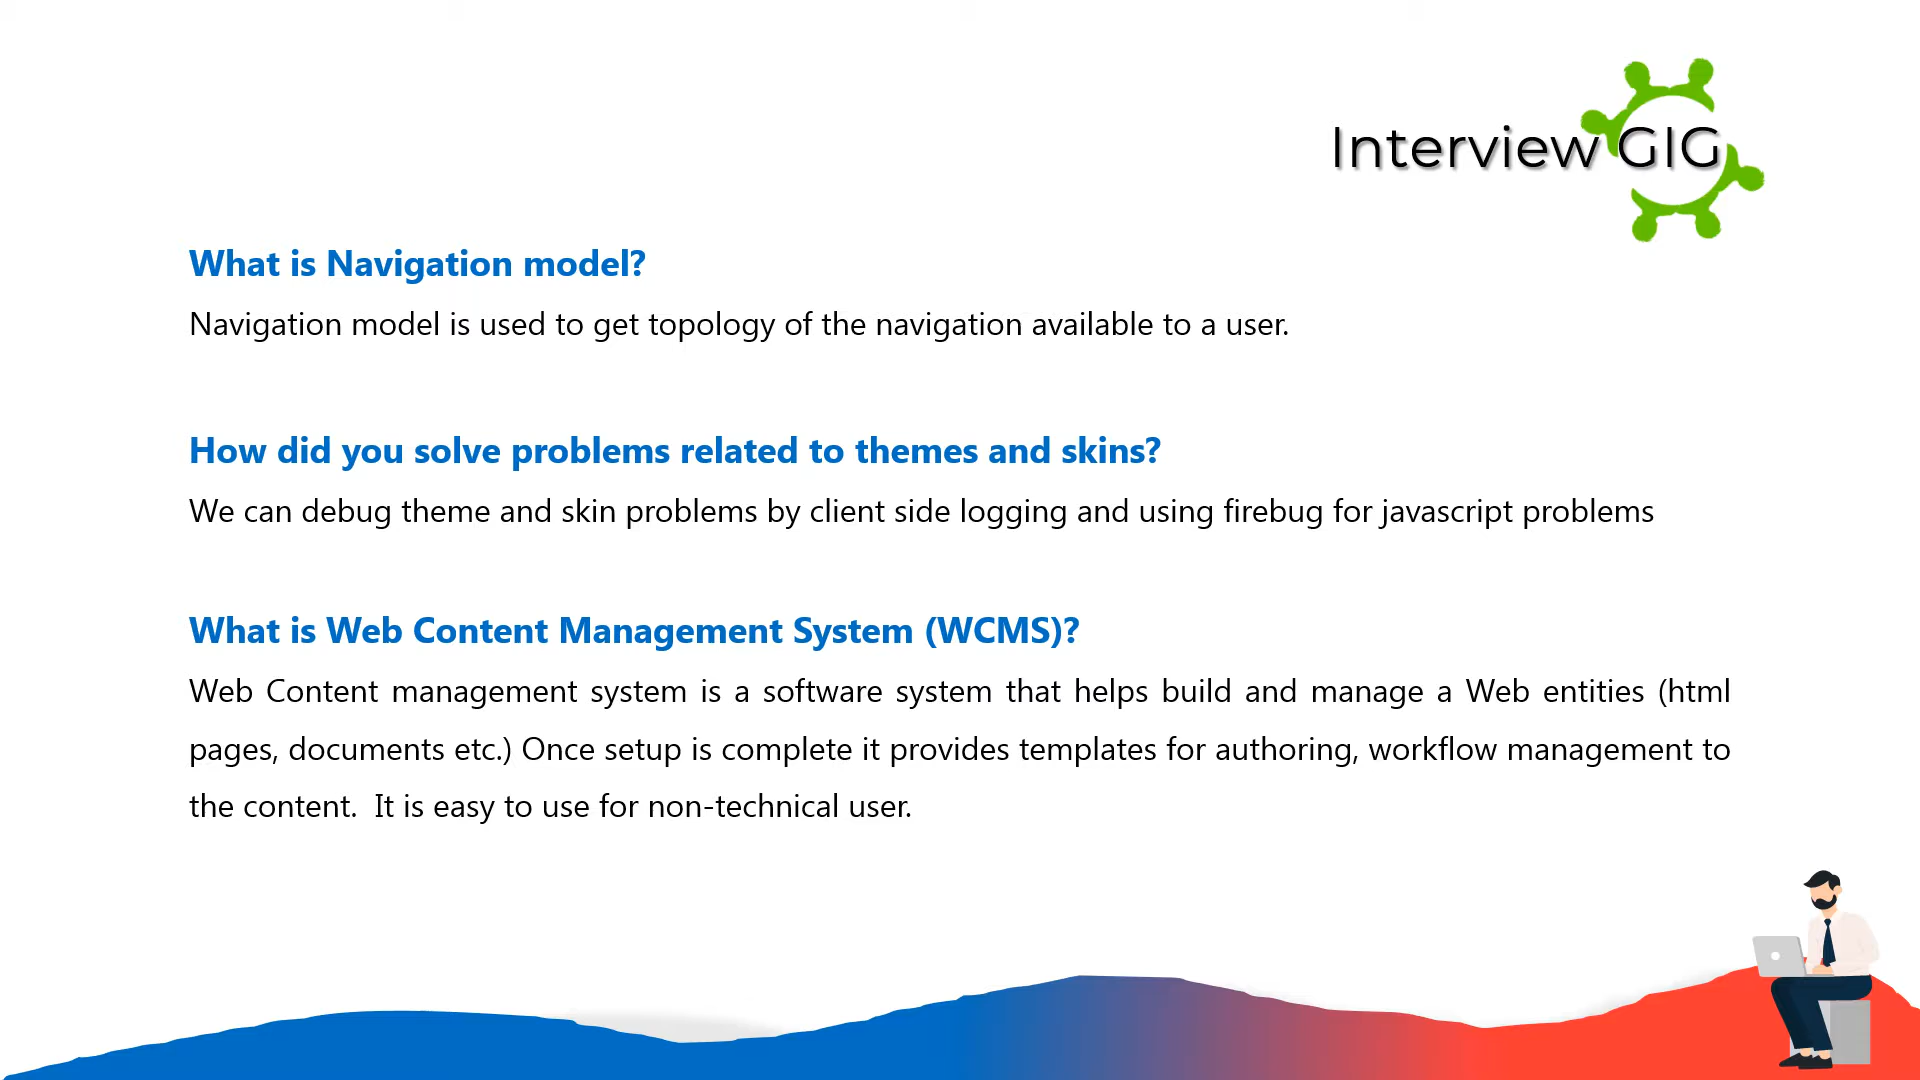 Interview GIG
What is Navigation model?
Navigation model is used to get topology of the navigation available to a user.
How did you solve problems related to themes and skins?
We can debug theme and skin problems by client side logging and using firebug for javascript problems
What is Web Content Management System (WCMS)?
Web Content management system is a software system that helps build and manage a Web entities (html
pages, documents etc.) Once setup is complete it provides templates for authoring, workflow management to
the content.  It is easy to use for non-technical user.